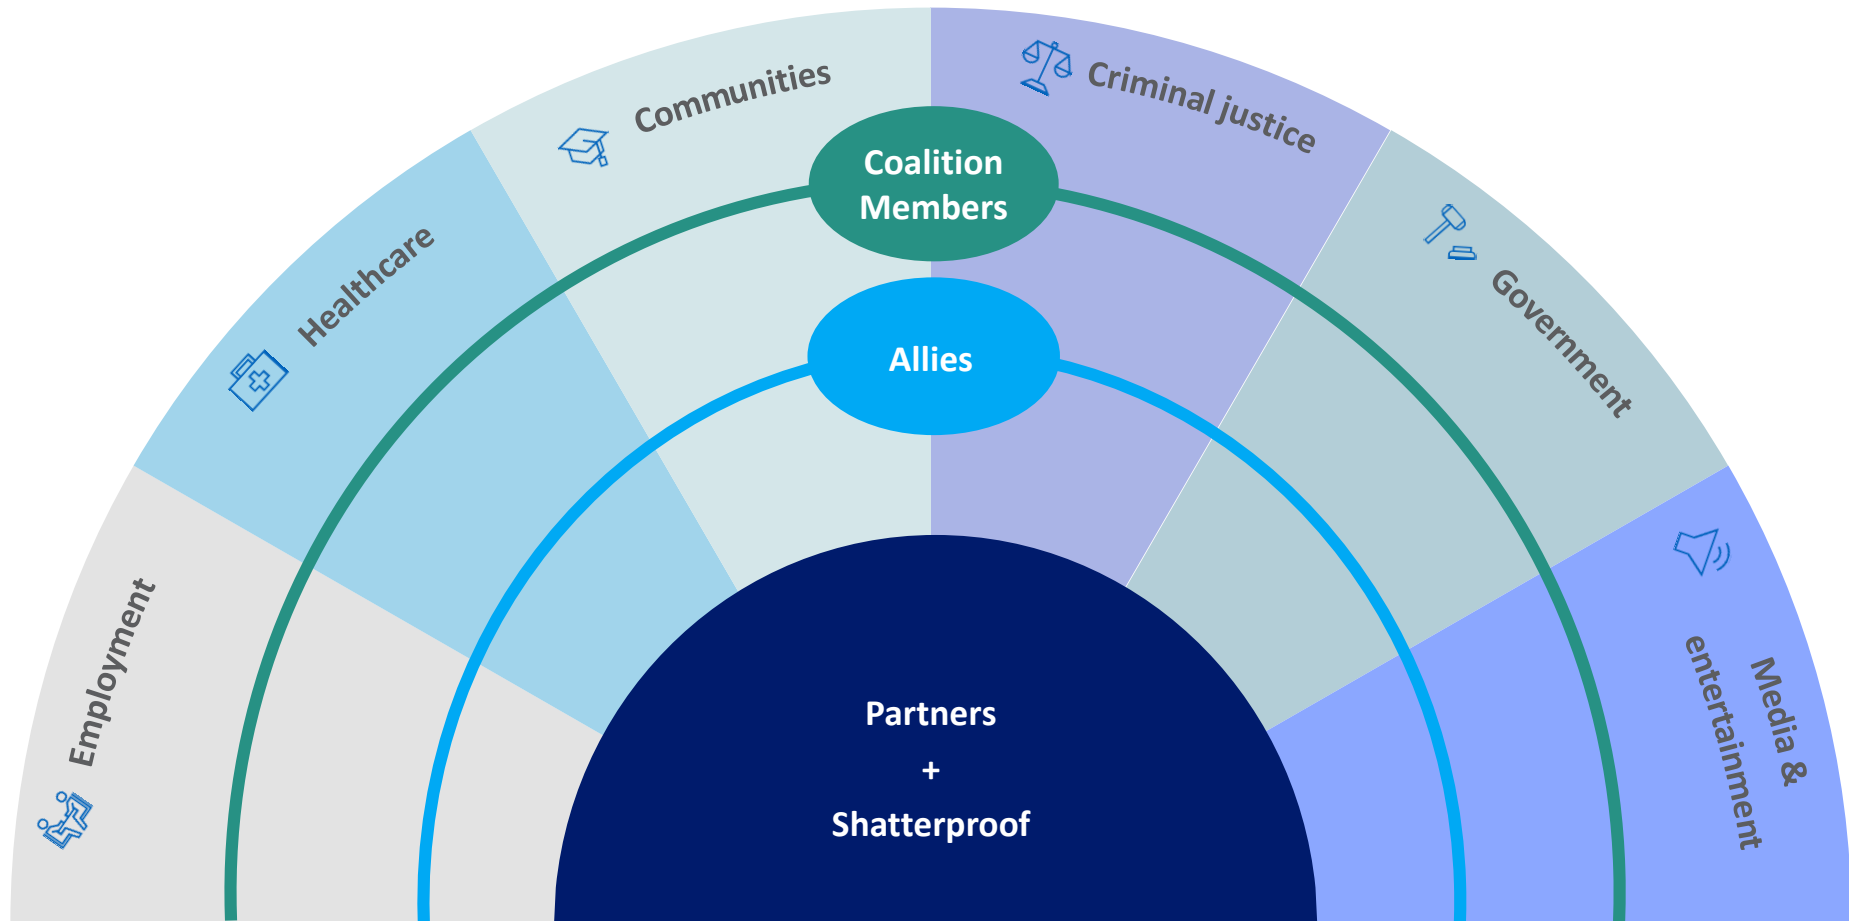 Employment
Healthcare
Communities
Criminal justice
Government
Media &
entertainment
Coalition
Members
Allies
Partners
+
Shatterproof